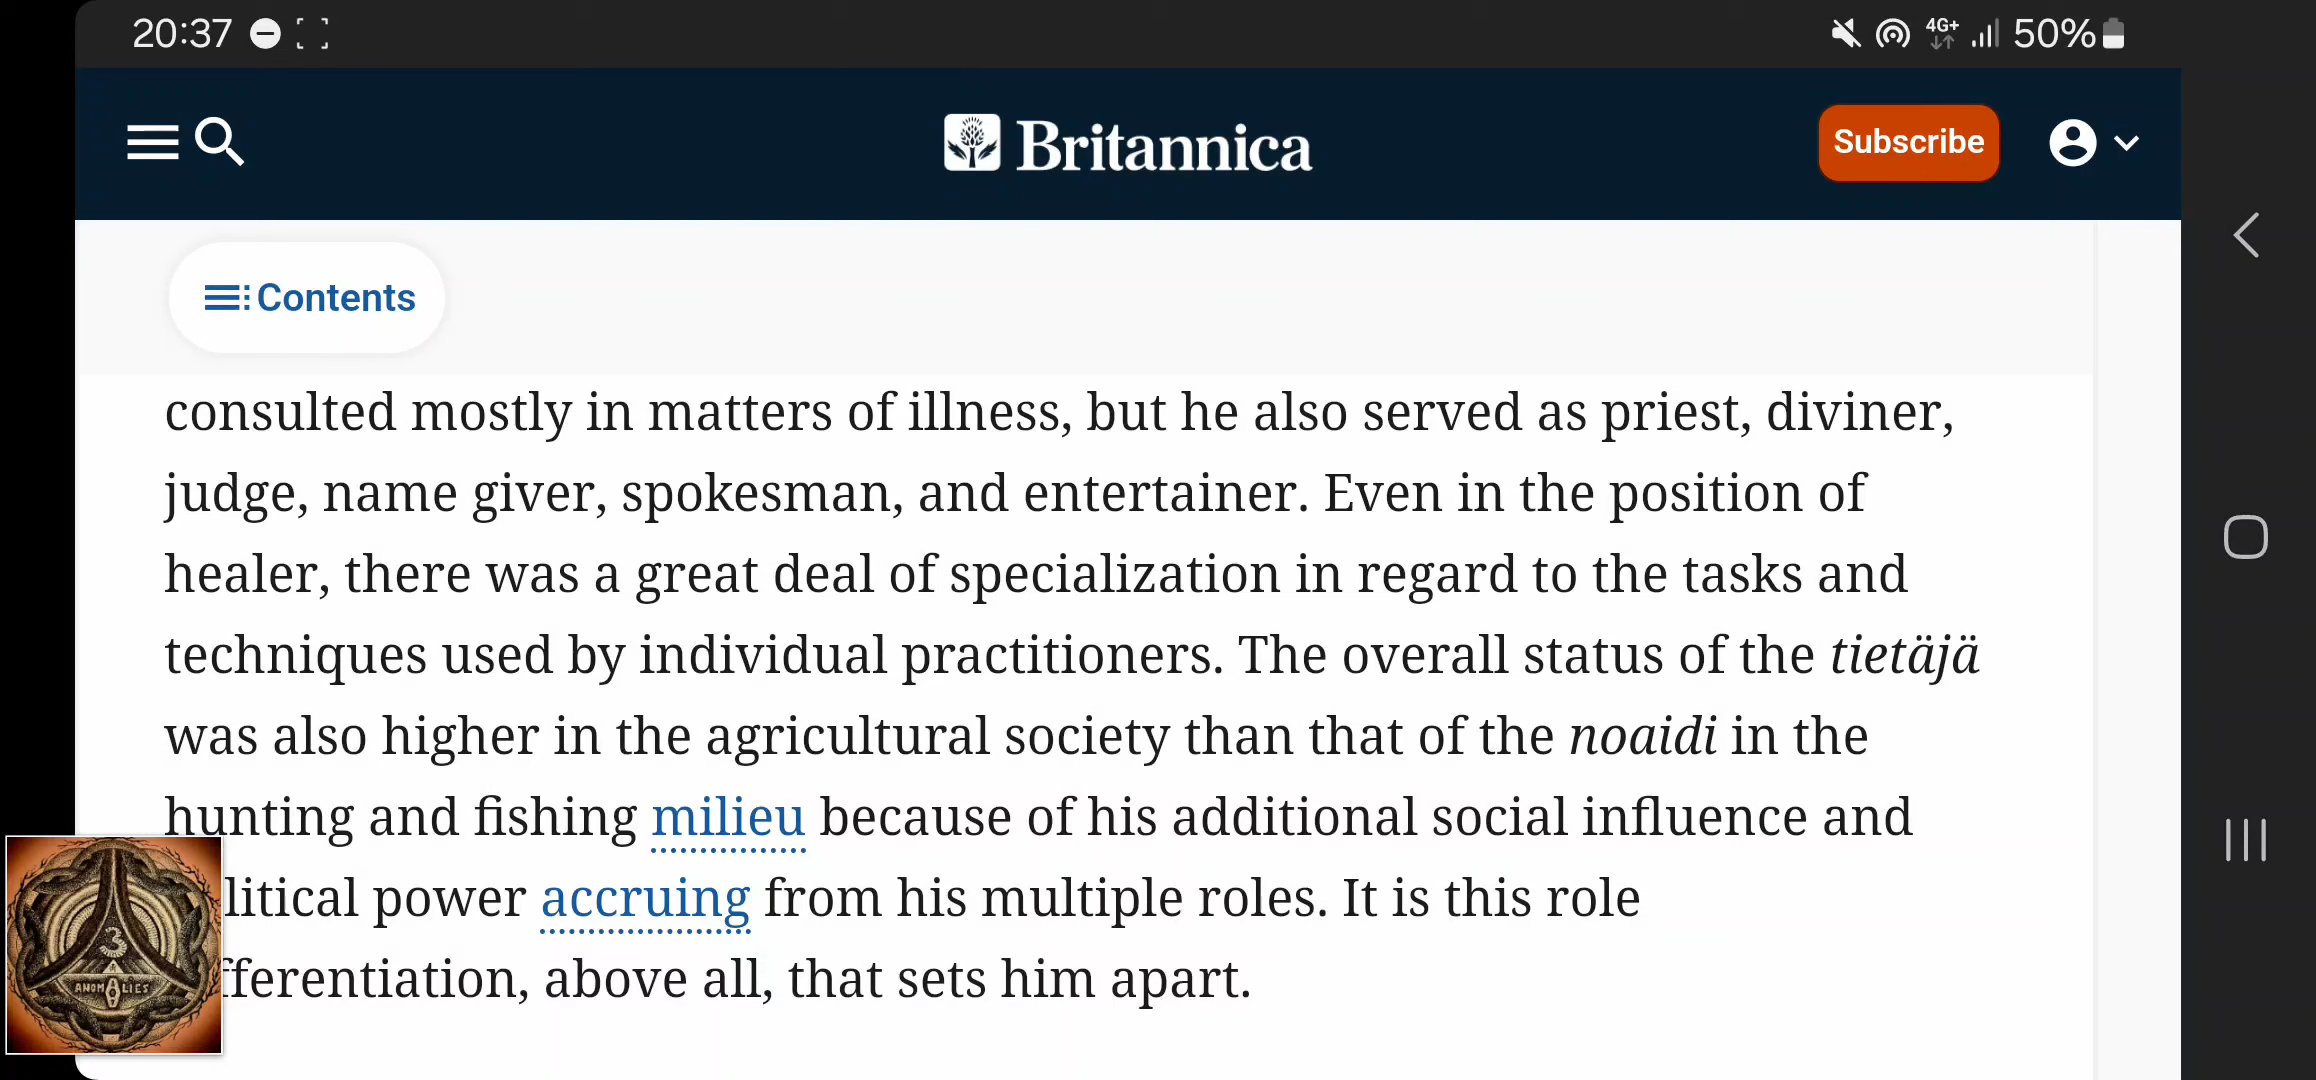 20:37
4G+
50%
Britannica
Subscribe
Contents
consulted mostly in matters of illness, but he also served as priest, diviner,
judge, name giver, spokesman, and entertainer. Even in the position of
healer, there was a great deal of specialization in regard to the tasks and
techniques used by individual practitioners. The overall status of the tietäjä
was also higher in the agricultural society than that of the noaidi in the
hunting and fishing milieu because of his additional social influence and
litical power accruing from his multiple roles. It is this role
fferentiation, above all, that sets him apart.
3
ANOMALIES